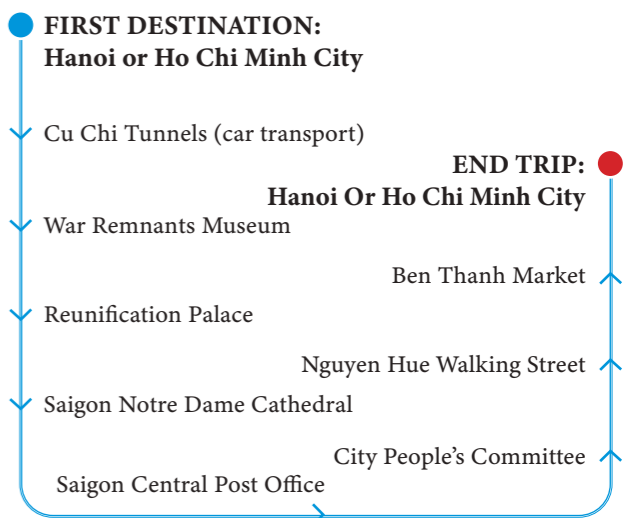 FIRST DESTINATION:
Hanoi or Ho Chi Minh City
Cu Chi Tunnels (car transport)
War Remnants Museum
Reunification Palace
Saigon Notre Dame Cathedral
Saigon Central Post Office
City People's Committee
Nguyen Hue Walking Street
Ben Thanh Market
END TRIP:
Hanoi Or Ho Chi Minh City